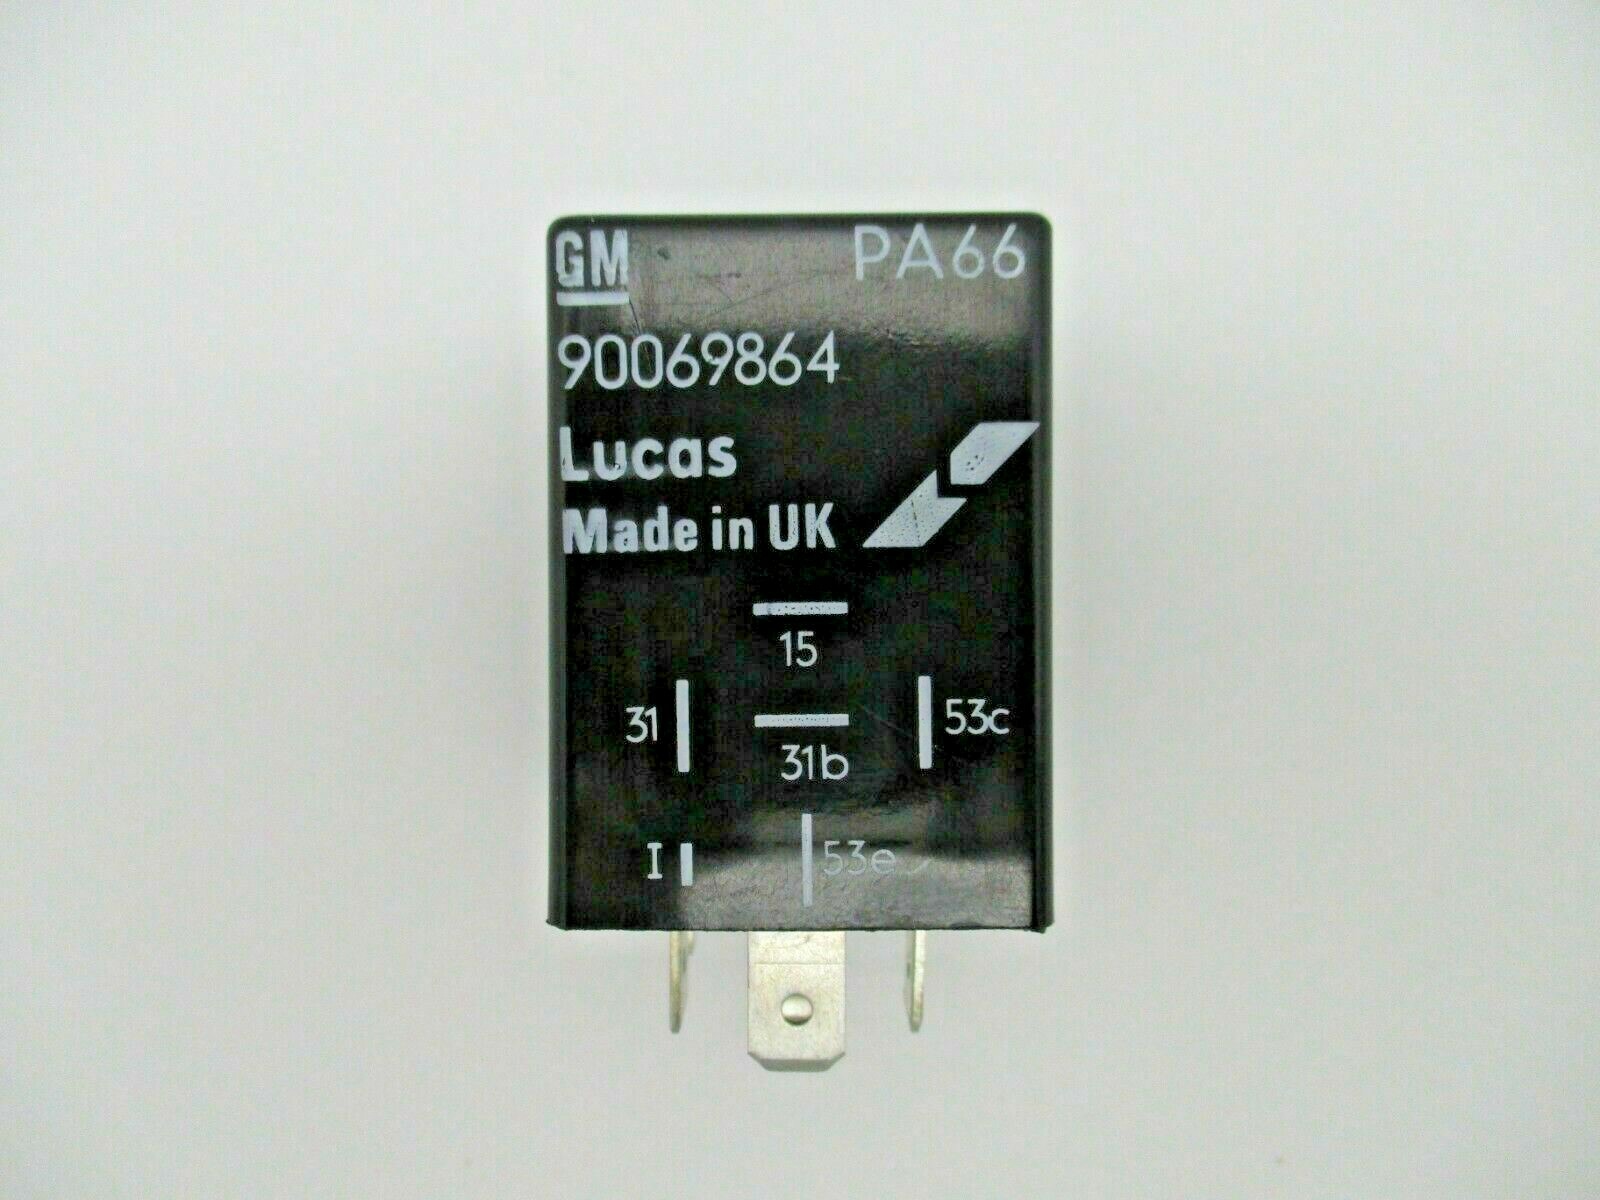 GM PA66
90069864
Lucas
Made in UK
15
31 53c
31b
I 53e